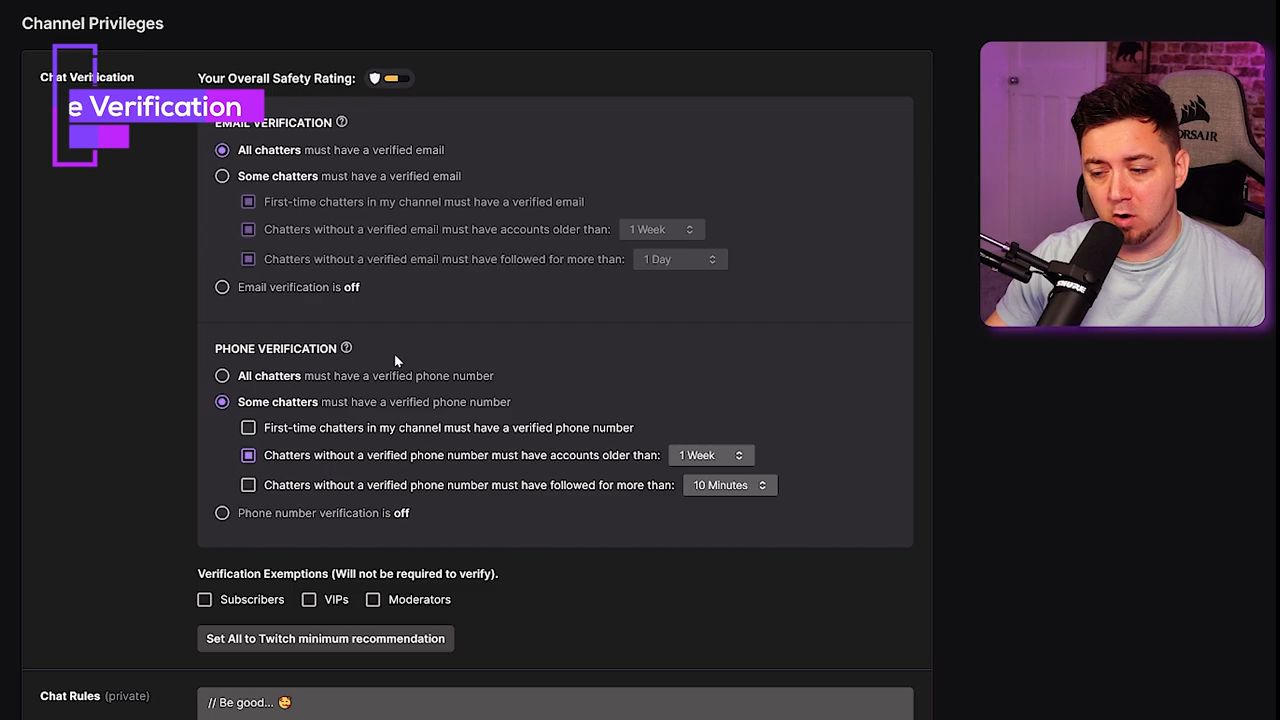 Channel Privileges
Chat Verification
Your Overall Safety Rating:
e Verification
EMAIL VERIFICATION
All chatters must have a verified email
Some chatters must have a verified email
First-time chatters in my channel must have a verified email
Chatters without a verified email must have accounts older than: 1 Week
Chatters without a verified email must have followed for more than: 1 Day
Email verification is off
PHONE VERIFICATION
All chatters must have a verified phone number
Some chatters must have a verified phone number
First-time chatters in my channel must have a verified phone number
Chatters without a verified phone number must have accounts older than: 1 Week
Chatters without a verified phone number must have followed for more than: 10 Minutes
Phone number verification is off
Verification Exemptions (Will not be required to verify).
Subscribers VIPs Moderators
Set All to Twitch minimum recommendation
Chat Rules (private)
// Be good... 🥰
CORSAIR
SHURE